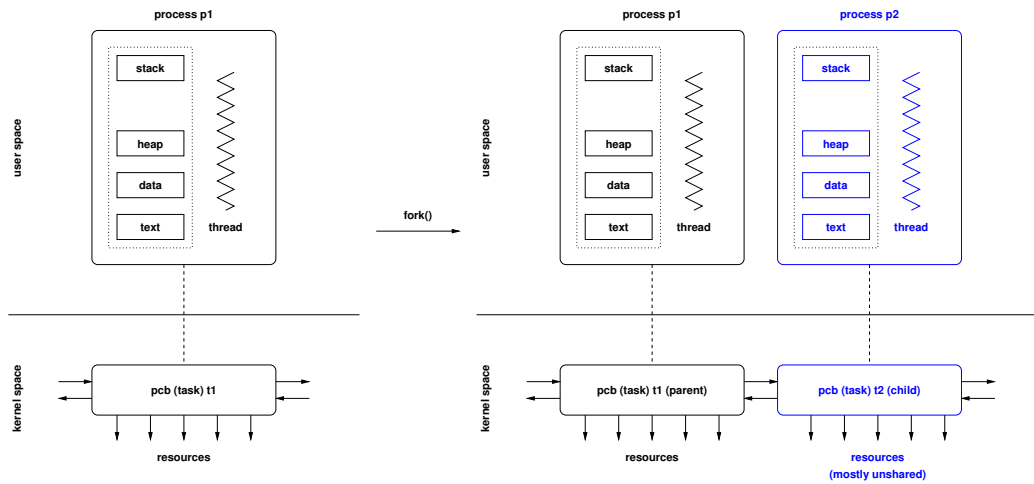 process p1
user space
stack
heap
data
text
thread
kernel space
pcb (task) t1
resources
fork()
process p1
process p2
user space
stack
heap
data
text
thread
stack
heap
data
text
thread
kernel space
pcb (task) t1 (parent)
pcb (task) t2 (child)
resources
resources
(mostly unshared)